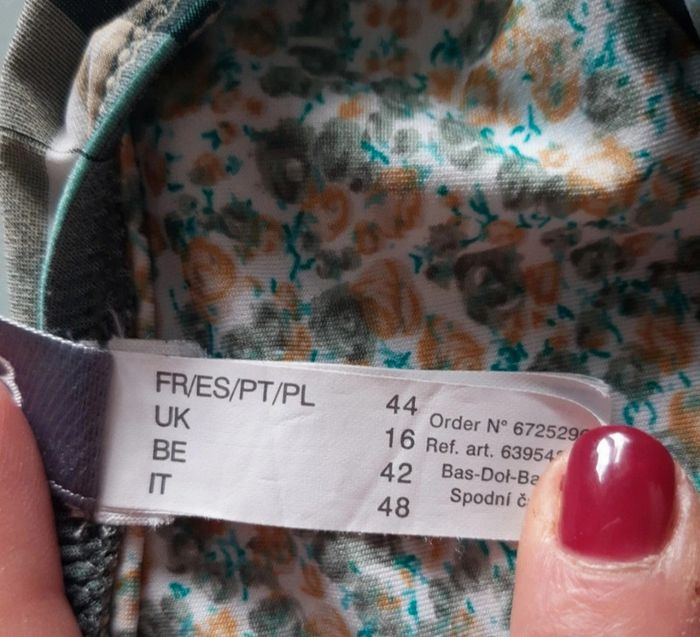 FR/ES/PT/PL 44
UK 16
BE 42
IT 48
Order N° 6725299
Ref. art. 63954
Bas-Doł-Ba
Spodní